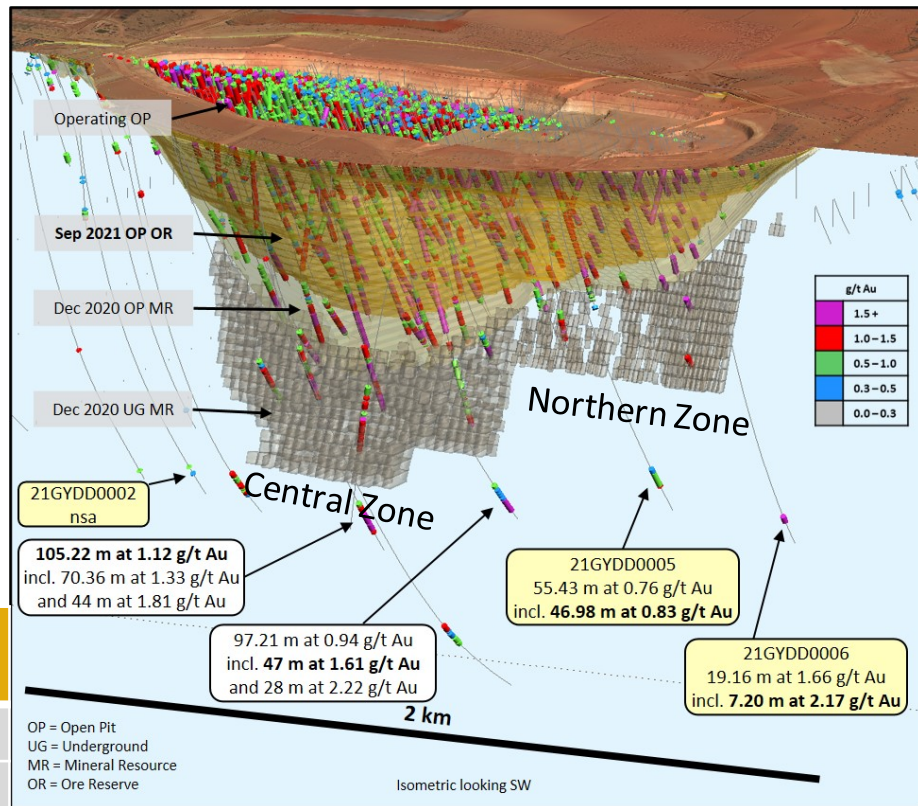 Operating OP
Sep 2021 OP OR
Dec 2020 OP MR
Dec 2020 UG MR
g/t Au
1.5 +
1.0 – 1.5
0.5 – 1.0
0.3 – 0.5
0.0 – 0.3
Northern Zone
Central Zone
21GYDD0002
nsa
105.22 m at 1.12 g/t Au
incl. 70.36 m at 1.33 g/t Au
and 44 m at 1.81 g/t Au
97.21 m at 0.94 g/t Au
incl. 47 m at 1.61 g/t Au
and 28 m at 2.22 g/t Au
21GYDD0005
55.43 m at 0.76 g/t Au
incl. 46.98 m at 0.83 g/t Au
21GYDD0006
19.16 m at 1.66 g/t Au
incl. 7.20 m at 2.17 g/t Au
2 km
OP = Open Pit
UG = Underground
MR = Mineral Resource
OR = Ore Reserve
Isometric looking SW